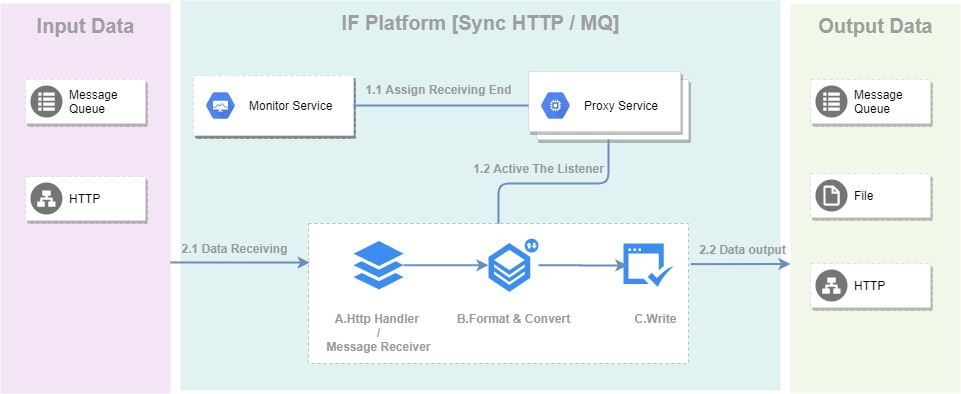 Input Data
Message
Queue
HTTP
IF Platform [Sync HTTP / MQ]
Monitor Service
1.1 Assign Receiving End
Proxy Service
1.2 Active The Listener
2.1 Data Receiving
A.Http Handler
/
Message Receiver
B.Format & Convert
C.Write
2.2 Data output
Output Data
Message
Queue
File
HTTP